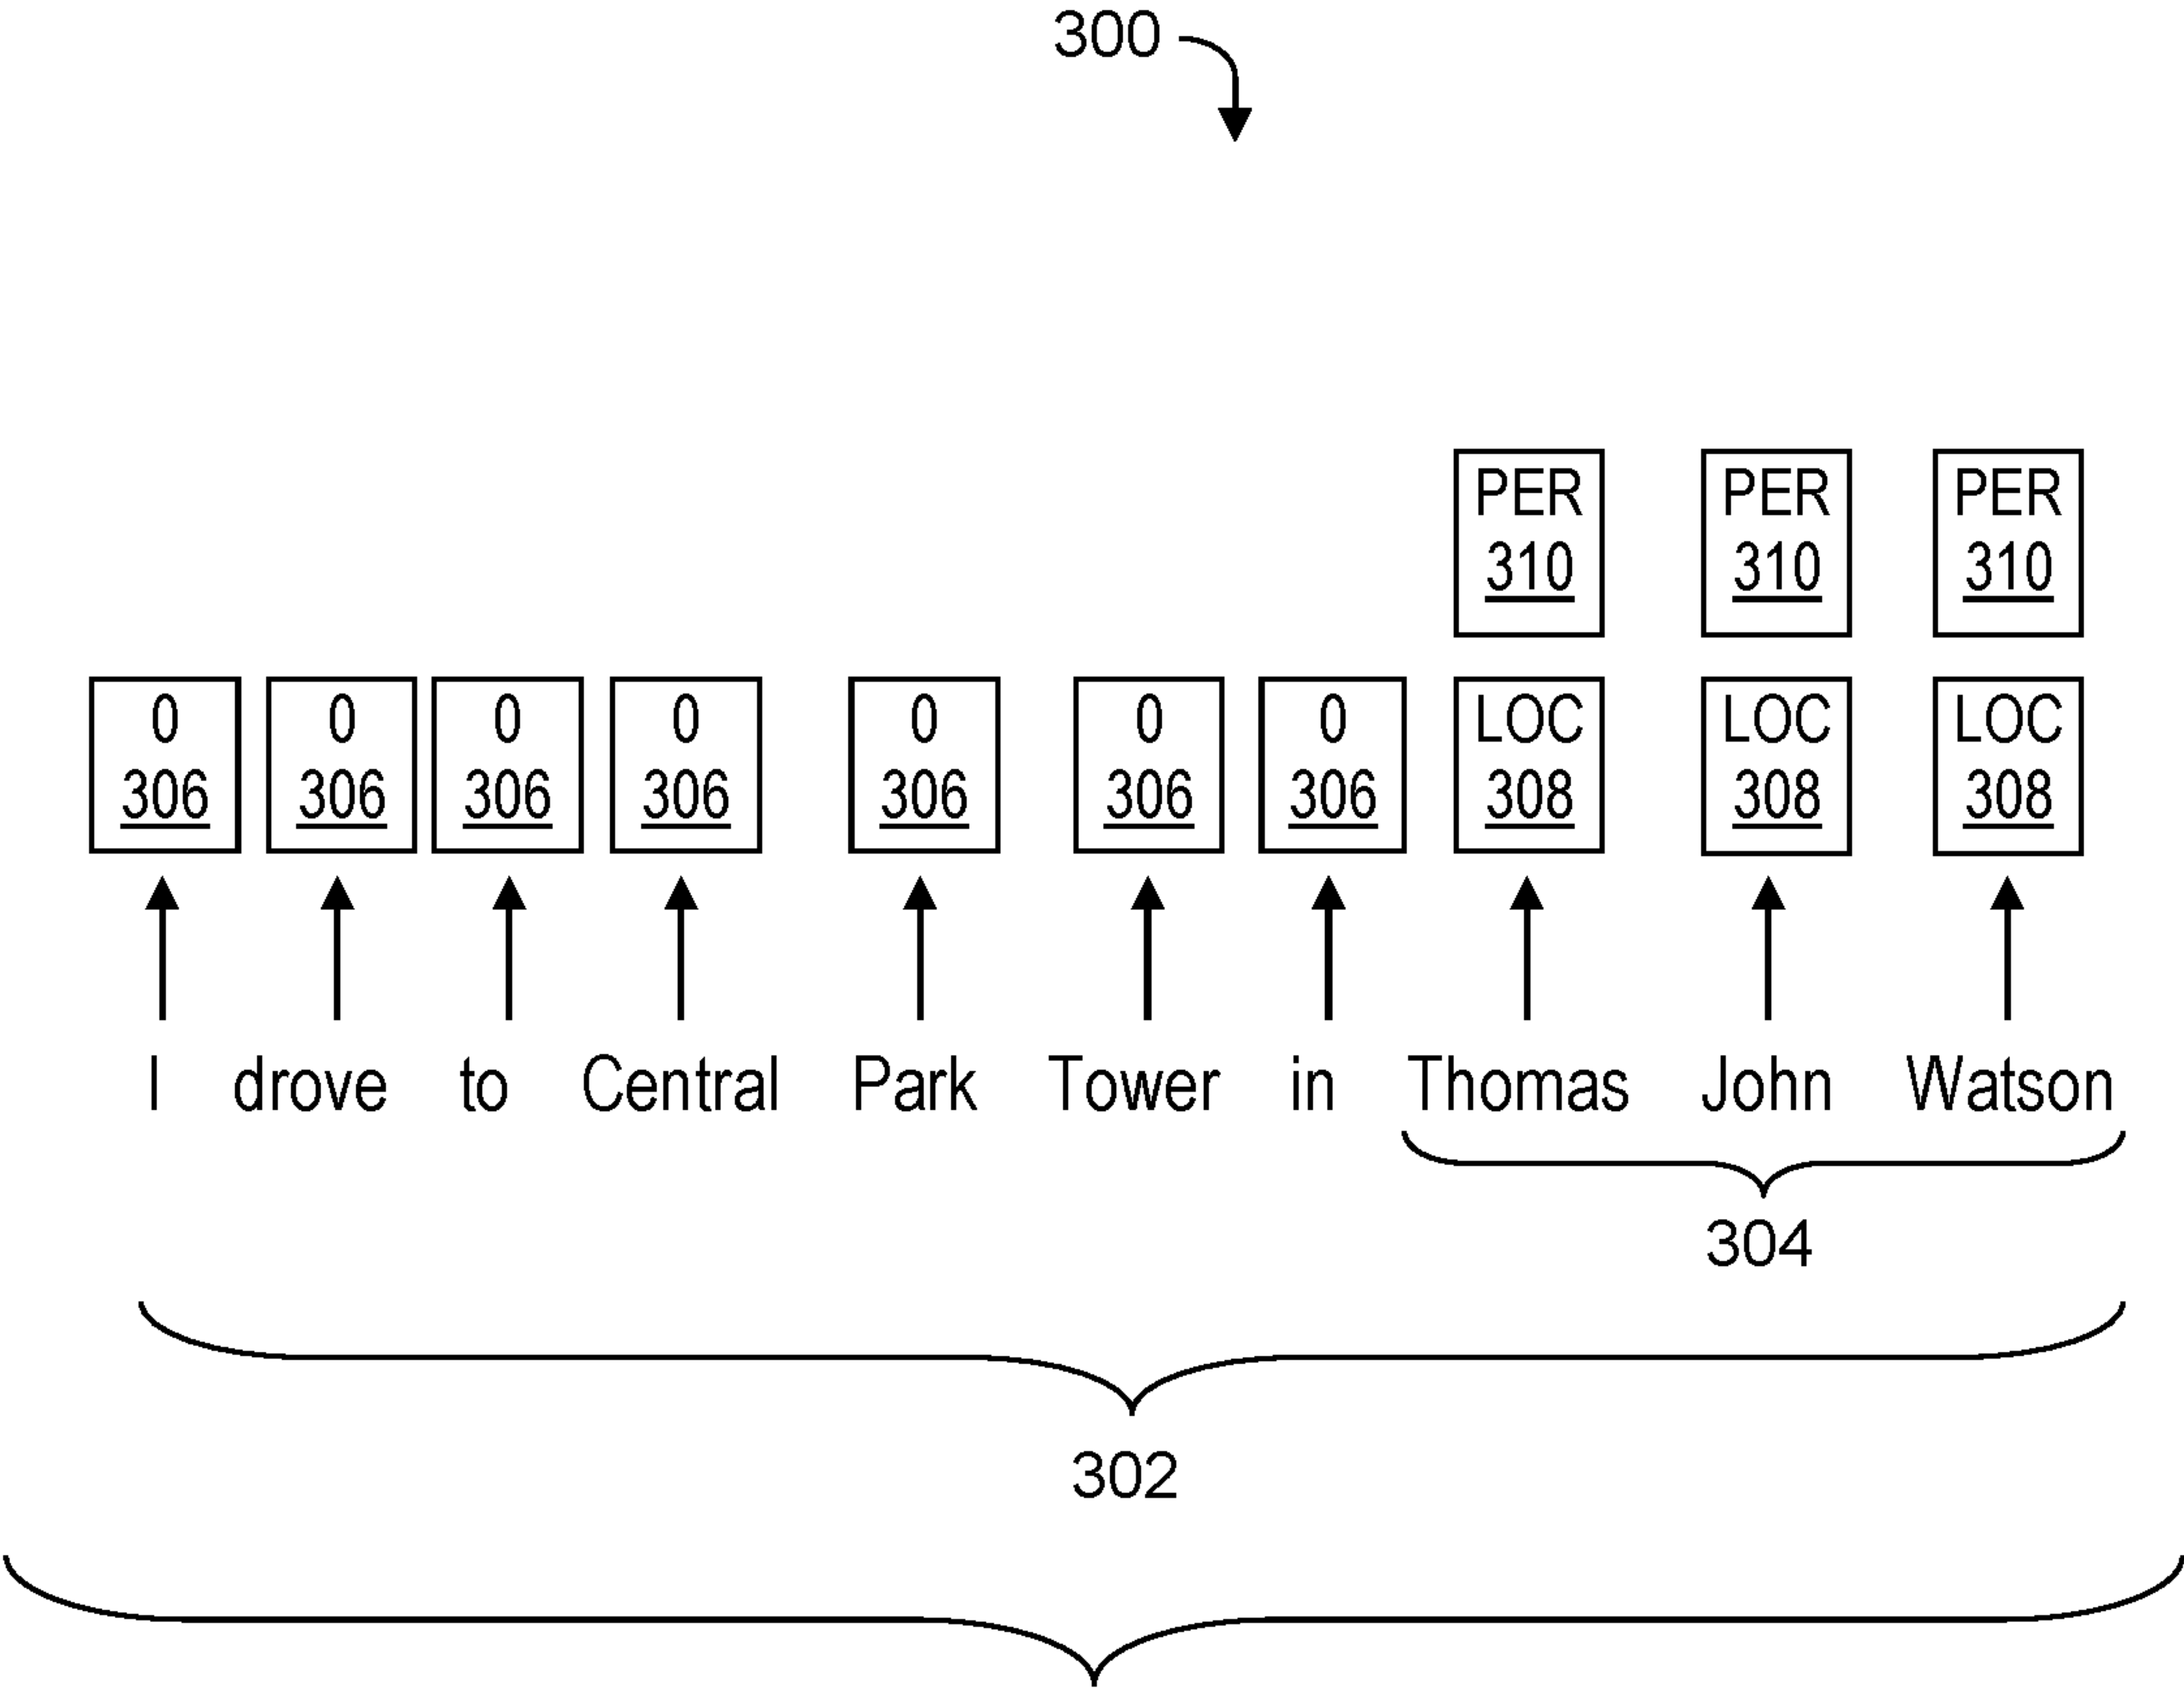 300
PER PER PER
310 310 310
0 0 0 0 0 0 0 LOC LOC LOC
306 306 306 306 306 306 306 308 308 308
I drove to Central Park Tower in Thomas John Watson
304
302